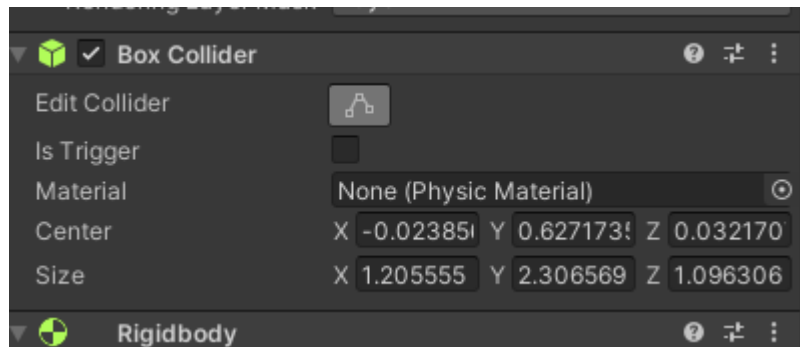 Box Collider
Edit Collider
Is Trigger
Material None (Physic Material)
Center X -0.02385 Y 0.627173 Z 0.032170
Size X 1.205555 Y 2.306569 Z 1.096306
Rigidbody